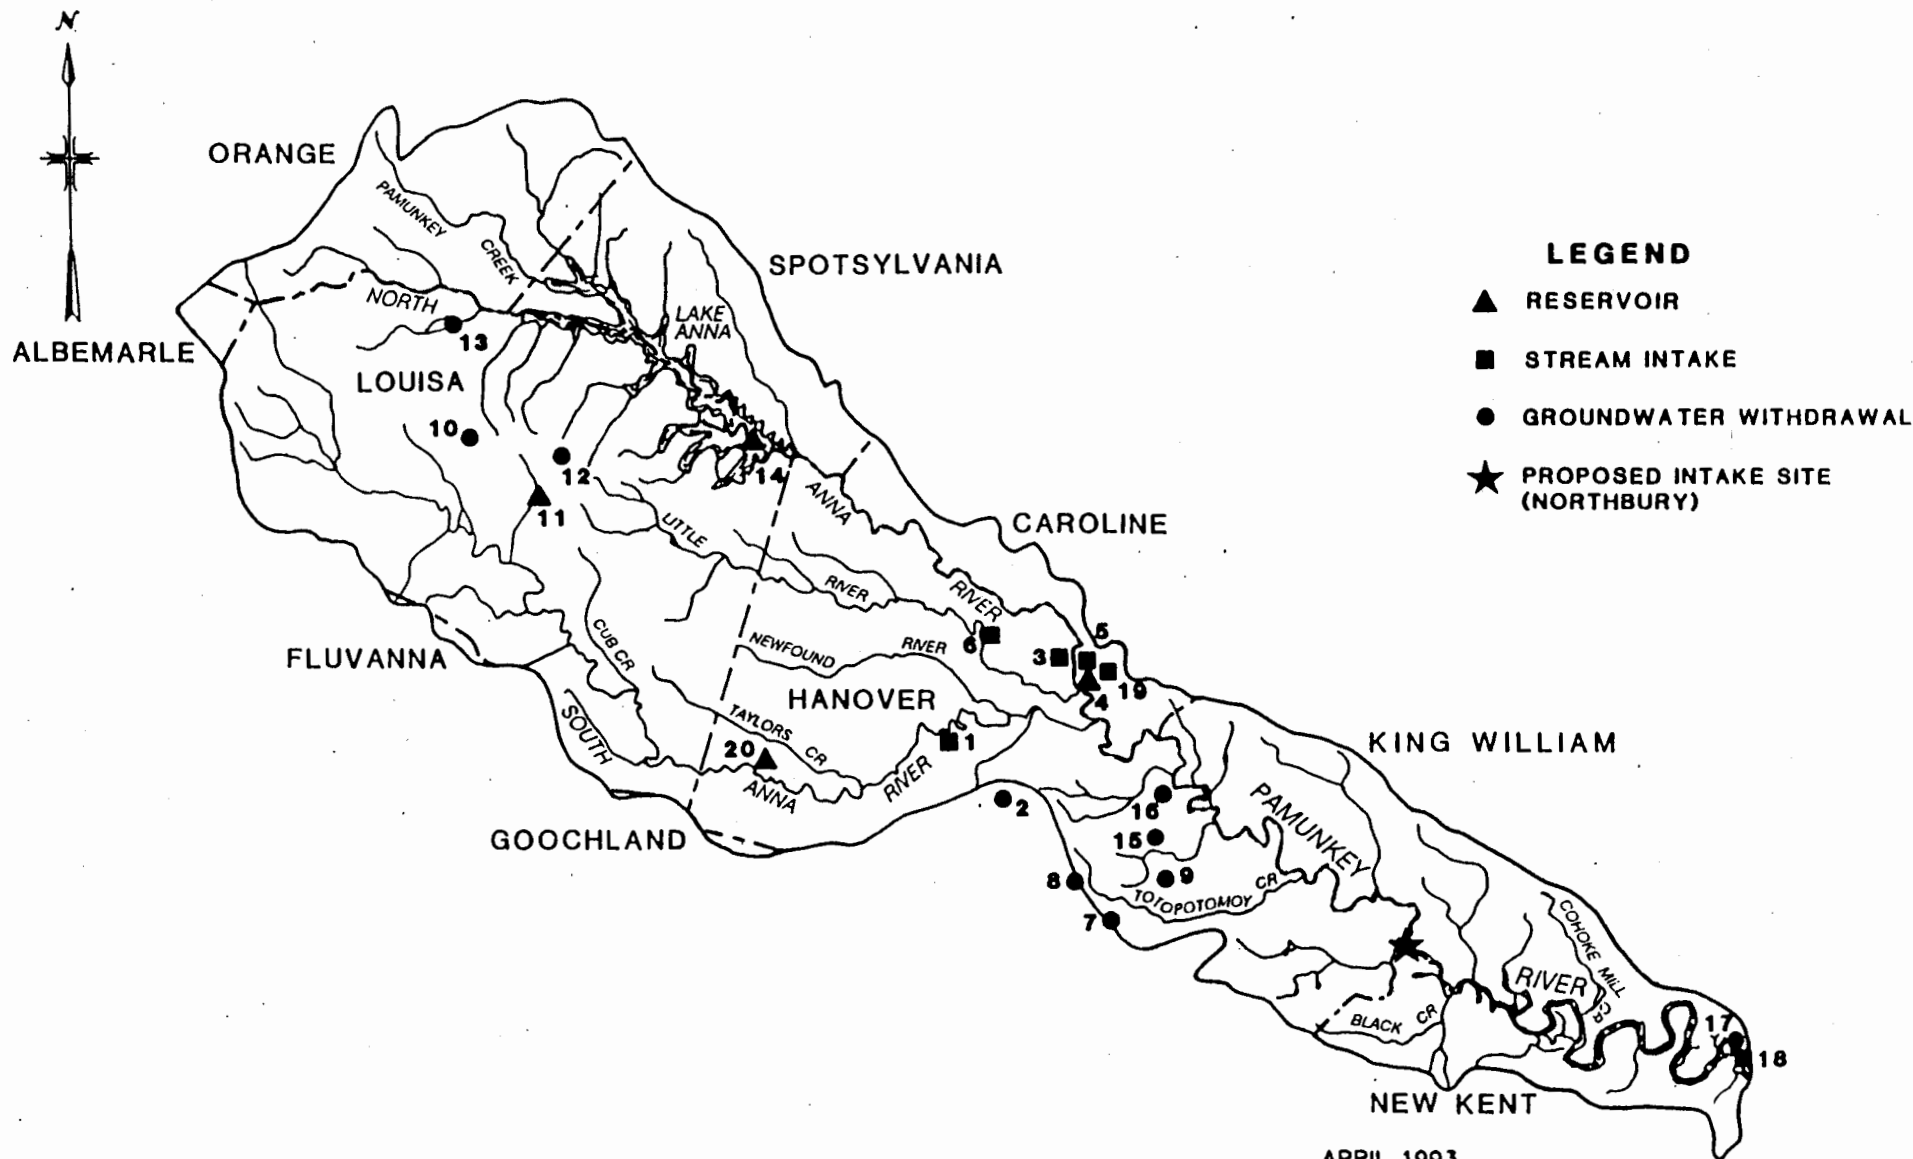 N
ORANGE
PAMUNKEY
CREEK
SPOTSYLVANIA
LEGEND
RESERVOIR
STREAM INTAKE
GROUNDWATER WITHDRAWAL
PROPOSED INTAKE SITE
(NORTHBURY)
NORTH
LAKE
ANNA
ALBEMARLE
13
LOUISA
10
12
14
11
ANNA
CAROLINE
LITTLE
RIVER
RIVER
5
6
3
19
4
FLUVANNA
CUB CR
NEWFOUND
RIVER
HANOVER
SOUTH
TAYLORS
CR
20
1
ANNA
RIVER
KING WILLIAM
GOOCHLAND
2
16
PAMUNKEY
15
8
9
TOTOPOTOMOY
CR
7
COHOKE MILL
CR
RIVER
BLACK
CR
17
18
NEW KENT
APRIL 1993